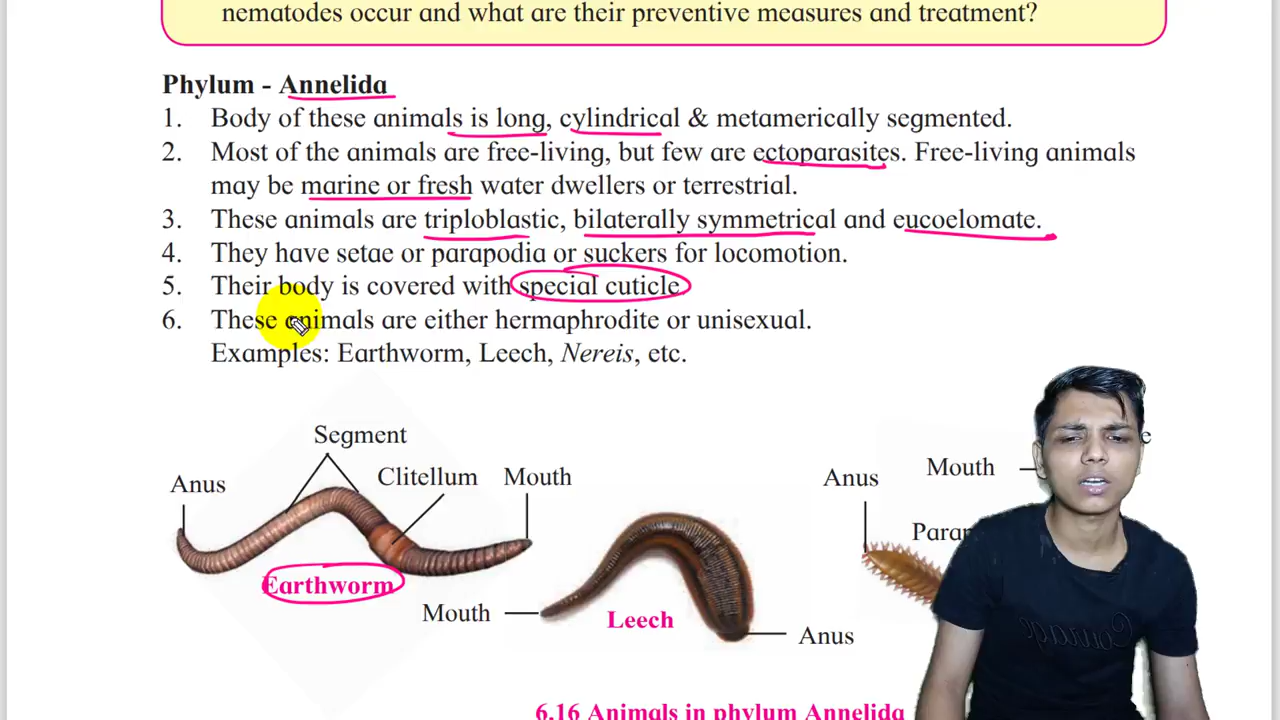 nematodes occur and what are their preventive measures and treatment?
Phylum - Annelida
1. Body of these animals is long, cylindrical & metamerically segmented.
2. Most of the animals are free-living, but few are ectoparasites. Free-living animals
may be marine or fresh water dwellers or terrestrial.
3. These animals are triploblastic, bilaterally symmetrical and eucoelomate.
4. They have setae or parapodia or suckers for locomotion.
5. Their body is covered with special cuticle.
6. These animals are either hermaphrodite or unisexual.
Examples: Earthworm, Leech, Nereis, etc.
Segment
Anus
Clitellum
Mouth
Earthworm
Mouth
Leech
Anus
Anus
Mouth
Courage
6.16 Animals in phylum Annelida